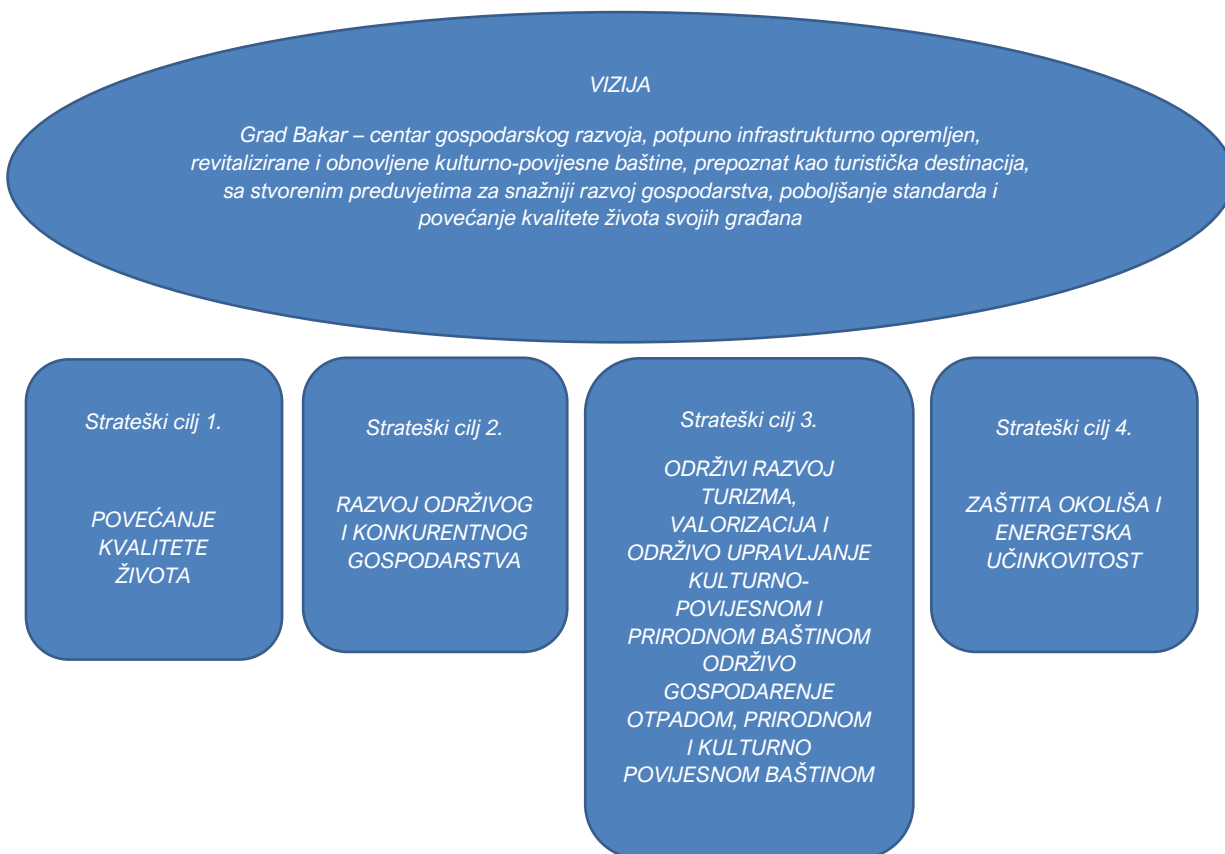 VIZIJA
Grad Bakar – centar gospodarskog razvoja, potpuno infrastrukturno opremljen,
revitalizirane i obnovljene kulturno-povijesne baštine, prepoznat kao turistička destinacija,
sa stvorenim preduvjetima za snažniji razvoj gospodarstva, poboljšanje standarda i
povećanje kvalitete života svojih građana
Strateški cilj 1.
POVEĆANJE
KVALITETE
ŽIVOTA
Strateški cilj 2.
RAZVOJ ODRŽIVOG
I KONKURENTNOG
GOSPODARSTVA
Strateški cilj 3.
ODRŽIVI RAZVOJ
TURIZMA,
VALORIZACIJA I
ODRŽIVO UPRAVLJANJE
KULTURNO-
POVIJESNOM I
PRIRODNOM BAŠTINOM
ODRŽIVO
GOSPODARENJE
OTPADOM, PRIRODNOM
I KULTURNO
POVIJESNOM BAŠTINOM
Strateški cilj 4.
ZAŠTITA OKOLIŠA I
ENERGETSKA
UČINKOVITOST